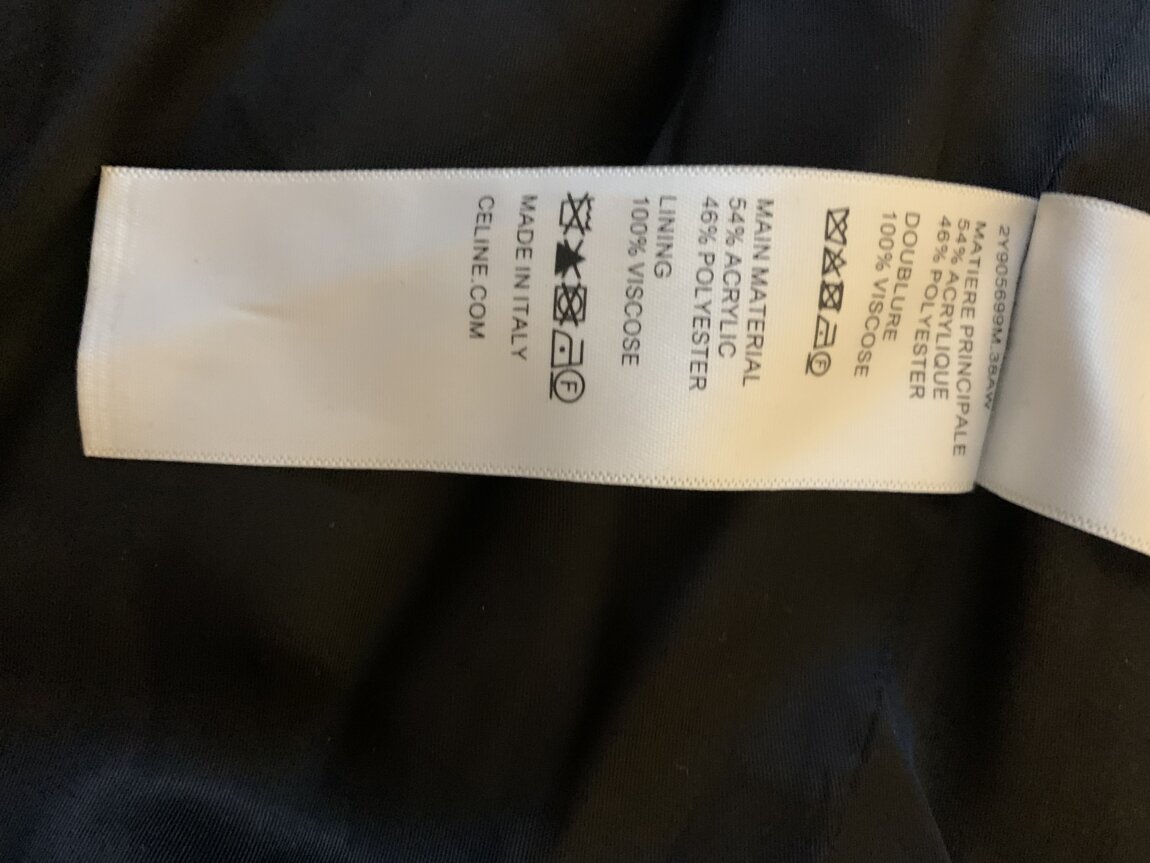 2Y905699M.38AW
MATIERE PRINCIPALE
54% ACRYLIQUE
46% POLYESTER
DOUBLURE
100% VISCOSE
F
MAIN MATERIAL
54% ACRYLIC
46% POLYESTER
LINING
100% VISCOSE
F
MADE IN ITALY
CELINE.COM